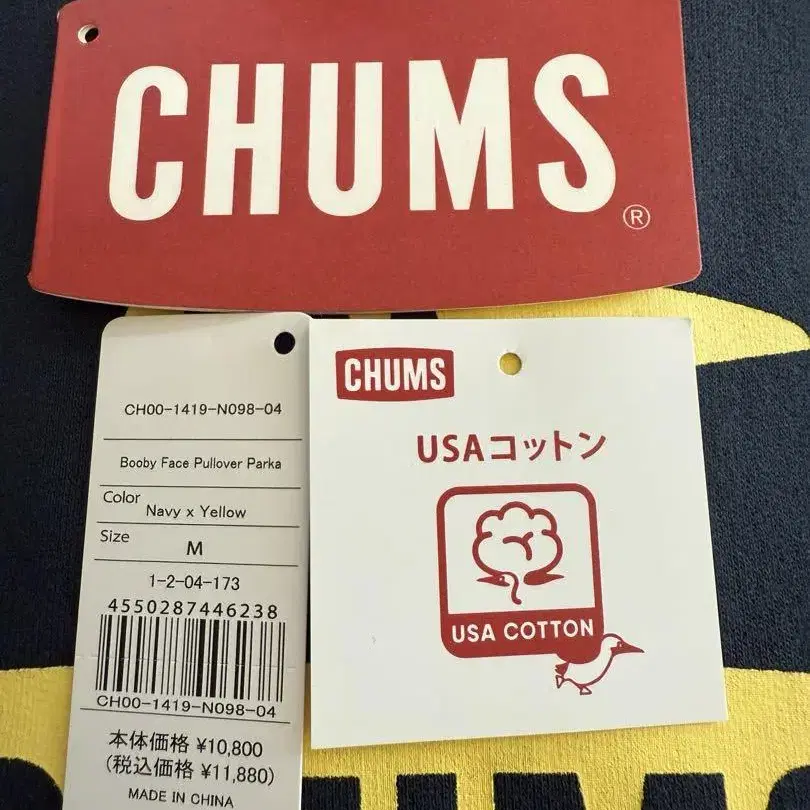 CHUMS®
CH00-1419-N098-04
Booby Face Pullover Parka
Color
Navy x Yellow
Size
M
1-2-04-173
4550287446238
CH00-1419-N098-04
本体価格 ¥10,800
(税込価格 ¥11,880)
MADE IN CHINA
CHUMS
USAコットン
USA COTTON